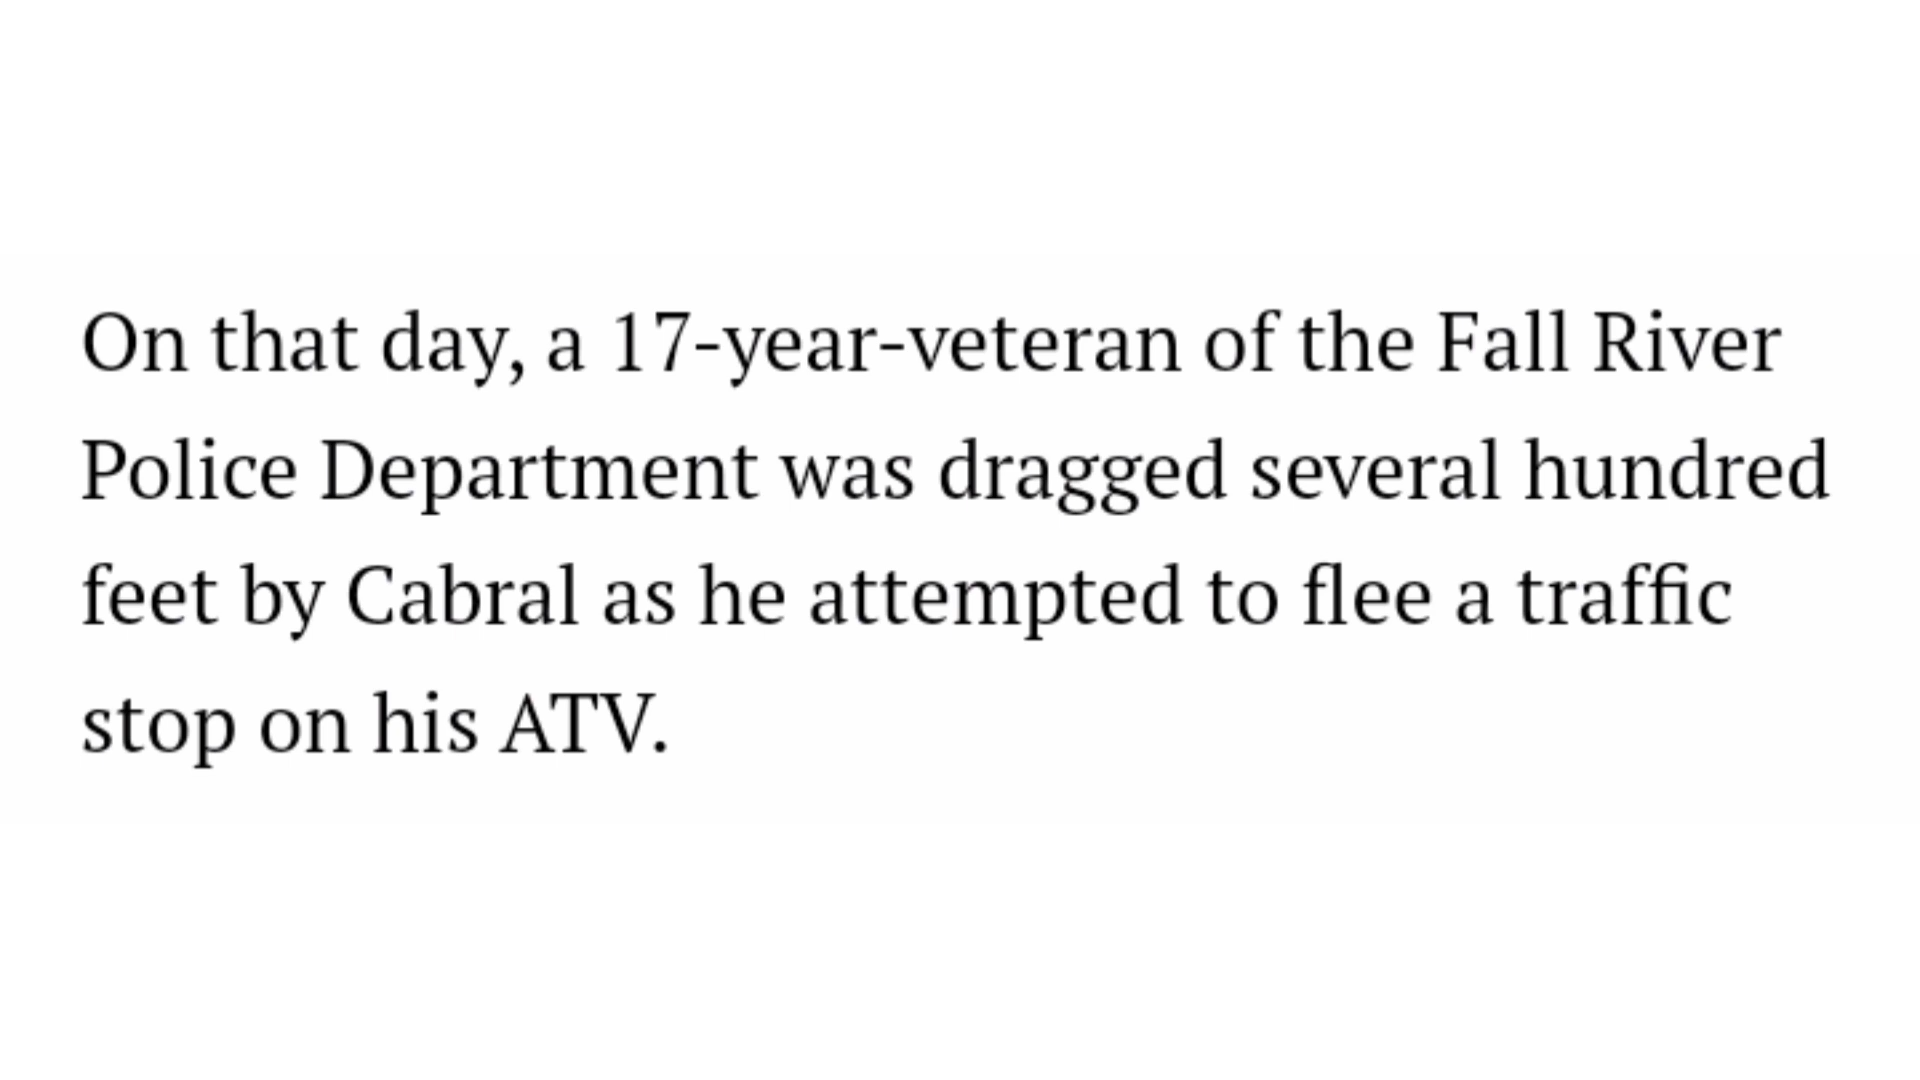 On that day, a 17-year-veteran of the Fall River
Police Department was dragged several hundred
feet by Cabral as he attempted to flee a traffic
stop on his ATV.